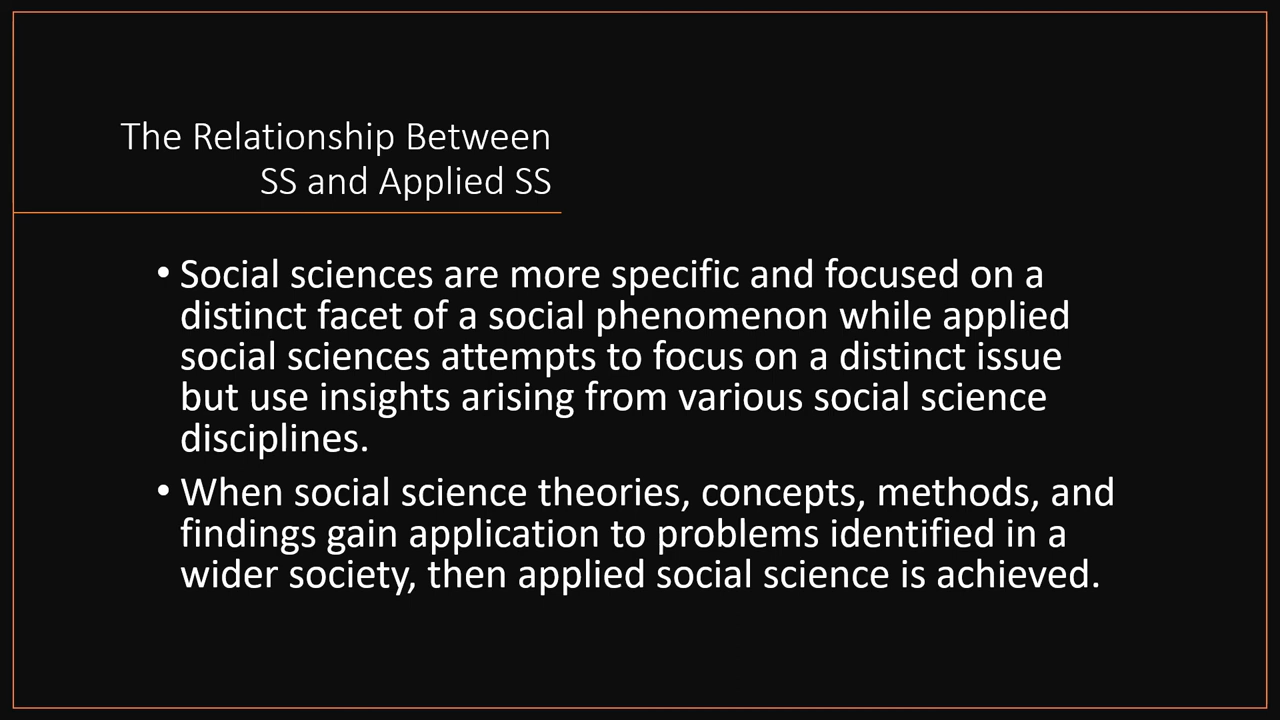 The Relationship Between
SS and Applied SS
• Social sciences are more specific and focused on a
distinct facet of a social phenomenon while applied
social sciences attempts to focus on a distinct issue
but use insights arising from various social science
disciplines.
• When social science theories, concepts, methods, and
findings gain application to problems identified in a
wider society, then applied social science is achieved.